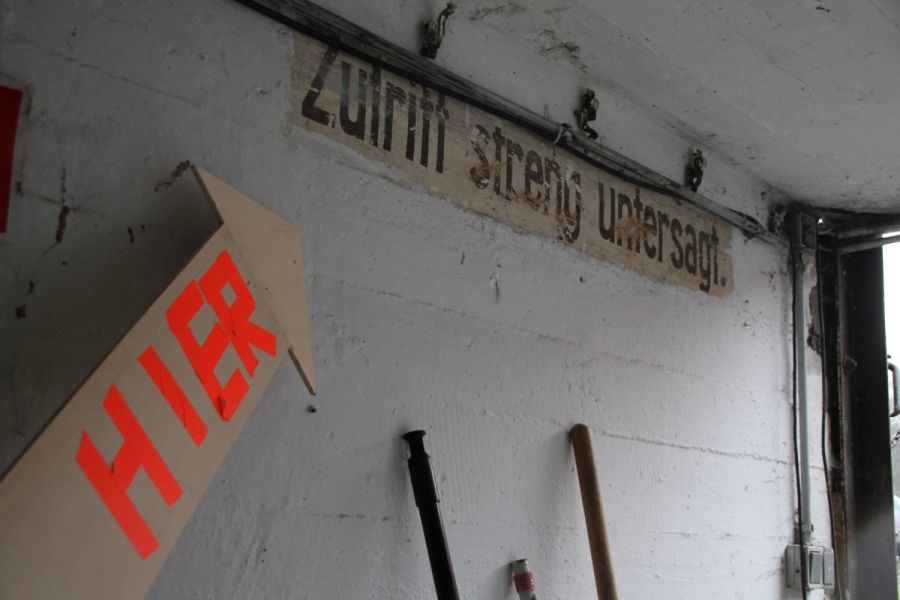 Zutritt streng untersagt.
HIER